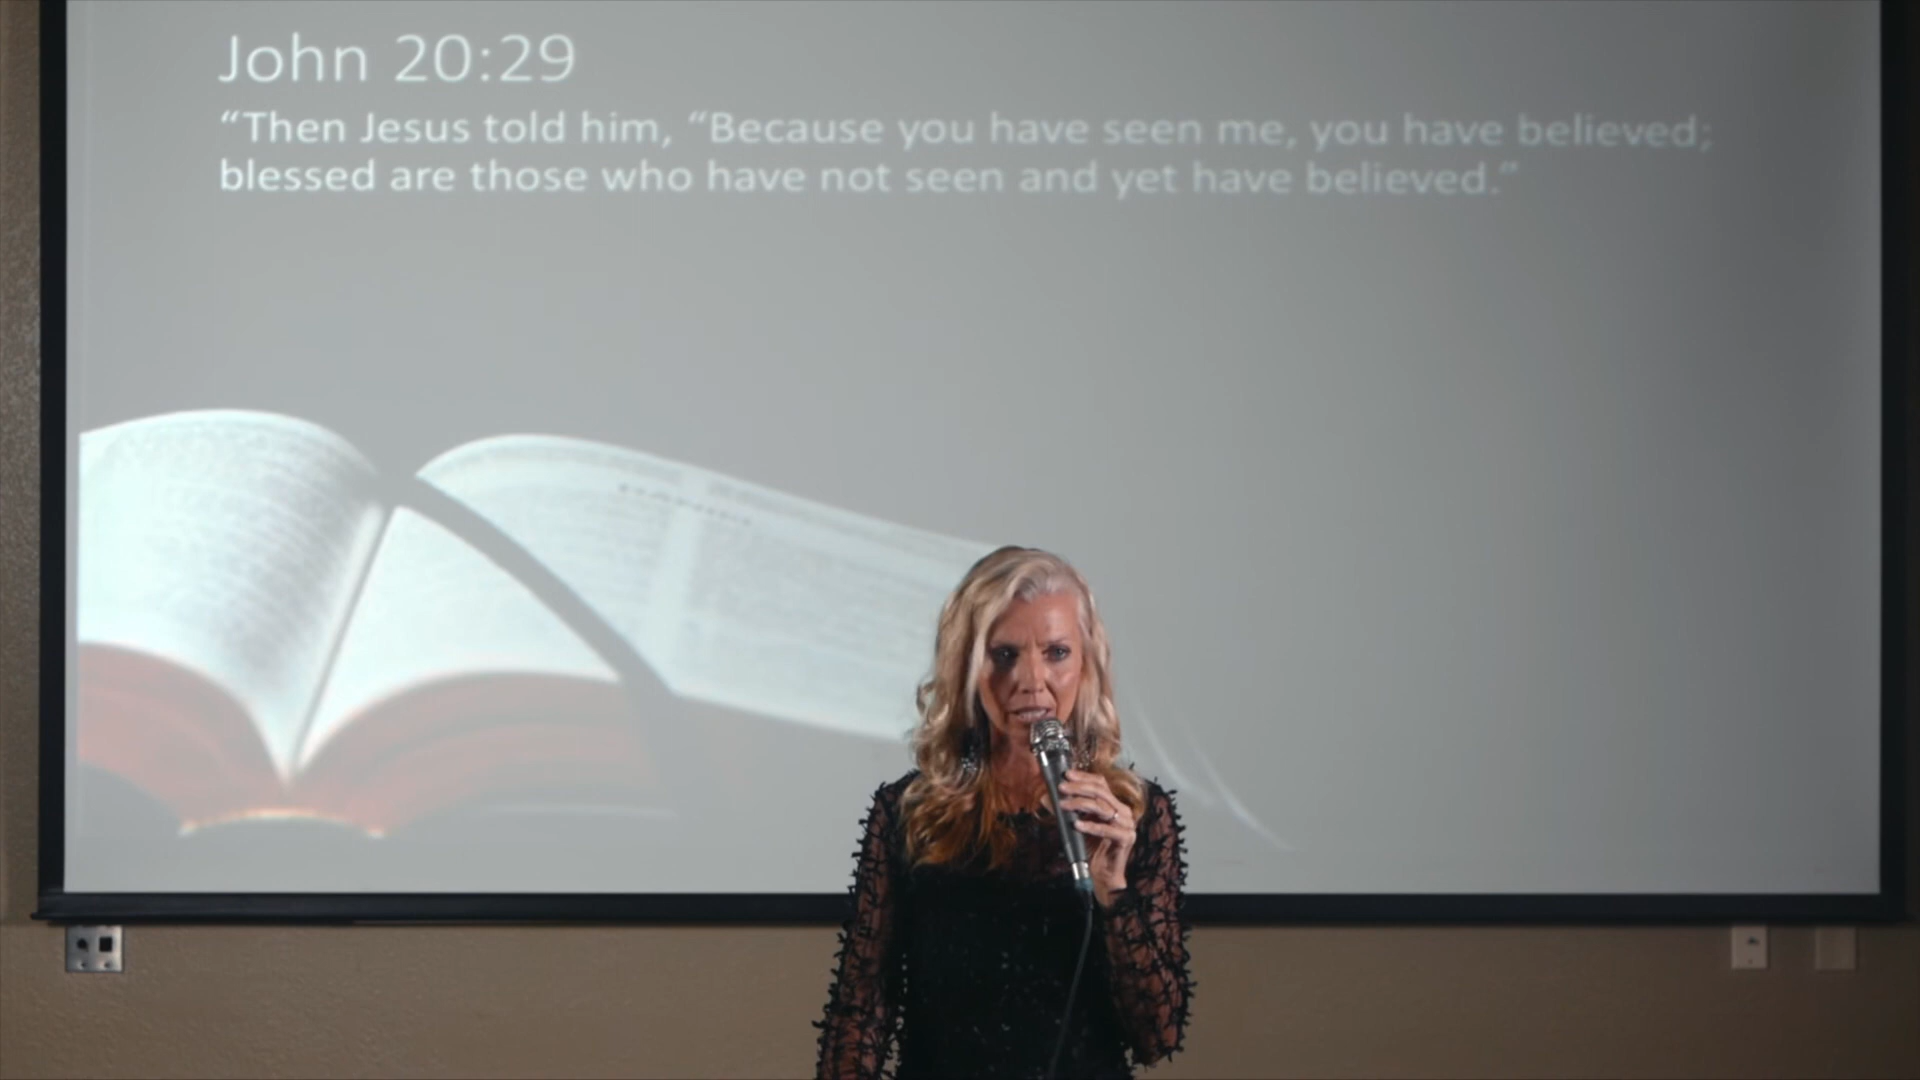 John 20:29
“Then Jesus told him, “Because you have seen me, you have believed;
blessed are those who have not seen and yet have believed.”